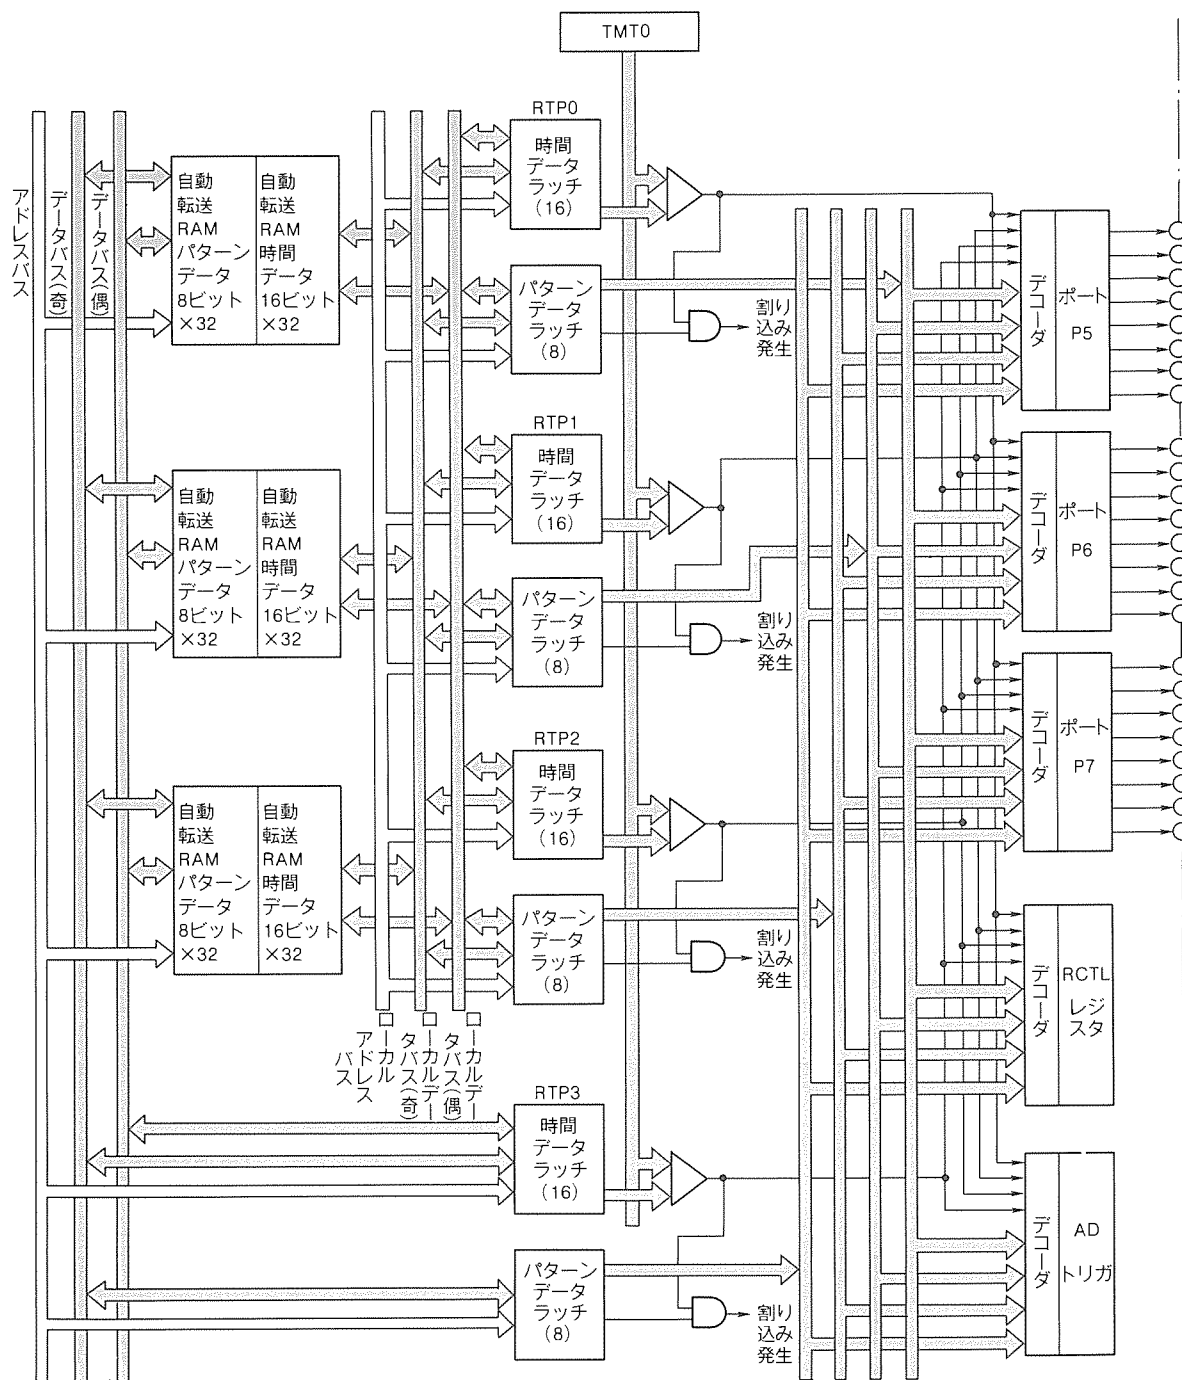 TMT0
アドレスバス
データバス(奇)
データバス(偶)
自動
転送
RAM
パターン
データ
8ビット
×32
自動
転送
RAM
時間
データ
16ビット
×32
RTP0
時間
データ
ラッチ
(16)
パターン
データ
ラッチ
(8)
割り
込み
発生
デコーダ
ポート
P5
自動
転送
RAM
パターン
データ
8ビット
×32
自動
転送
RAM
時間
データ
16ビット
×32
RTP1
時間
データ
ラッチ
(16)
パターン
データ
ラッチ
(8)
割り
込み
発生
デコーダ
ポート
P6
自動
転送
RAM
パターン
データ
8ビット
×32
自動
転送
RAM
時間
データ
16ビット
×32
RTP2
時間
データ
ラッチ
(16)
パターン
データ
ラッチ
(8)
割り
込み
発生
デコーダ
ポート
P7
ローカル
アドレス
バス
ローカルデー
タバス(奇)
ローカルデー
タバス(偶)
デコーダ
RCTL
レジ
スタ
RTP3
時間
データ
ラッチ
(16)
パターン
データ
ラッチ
(8)
割り
込み
発生
デコーダ
AD
トリガ